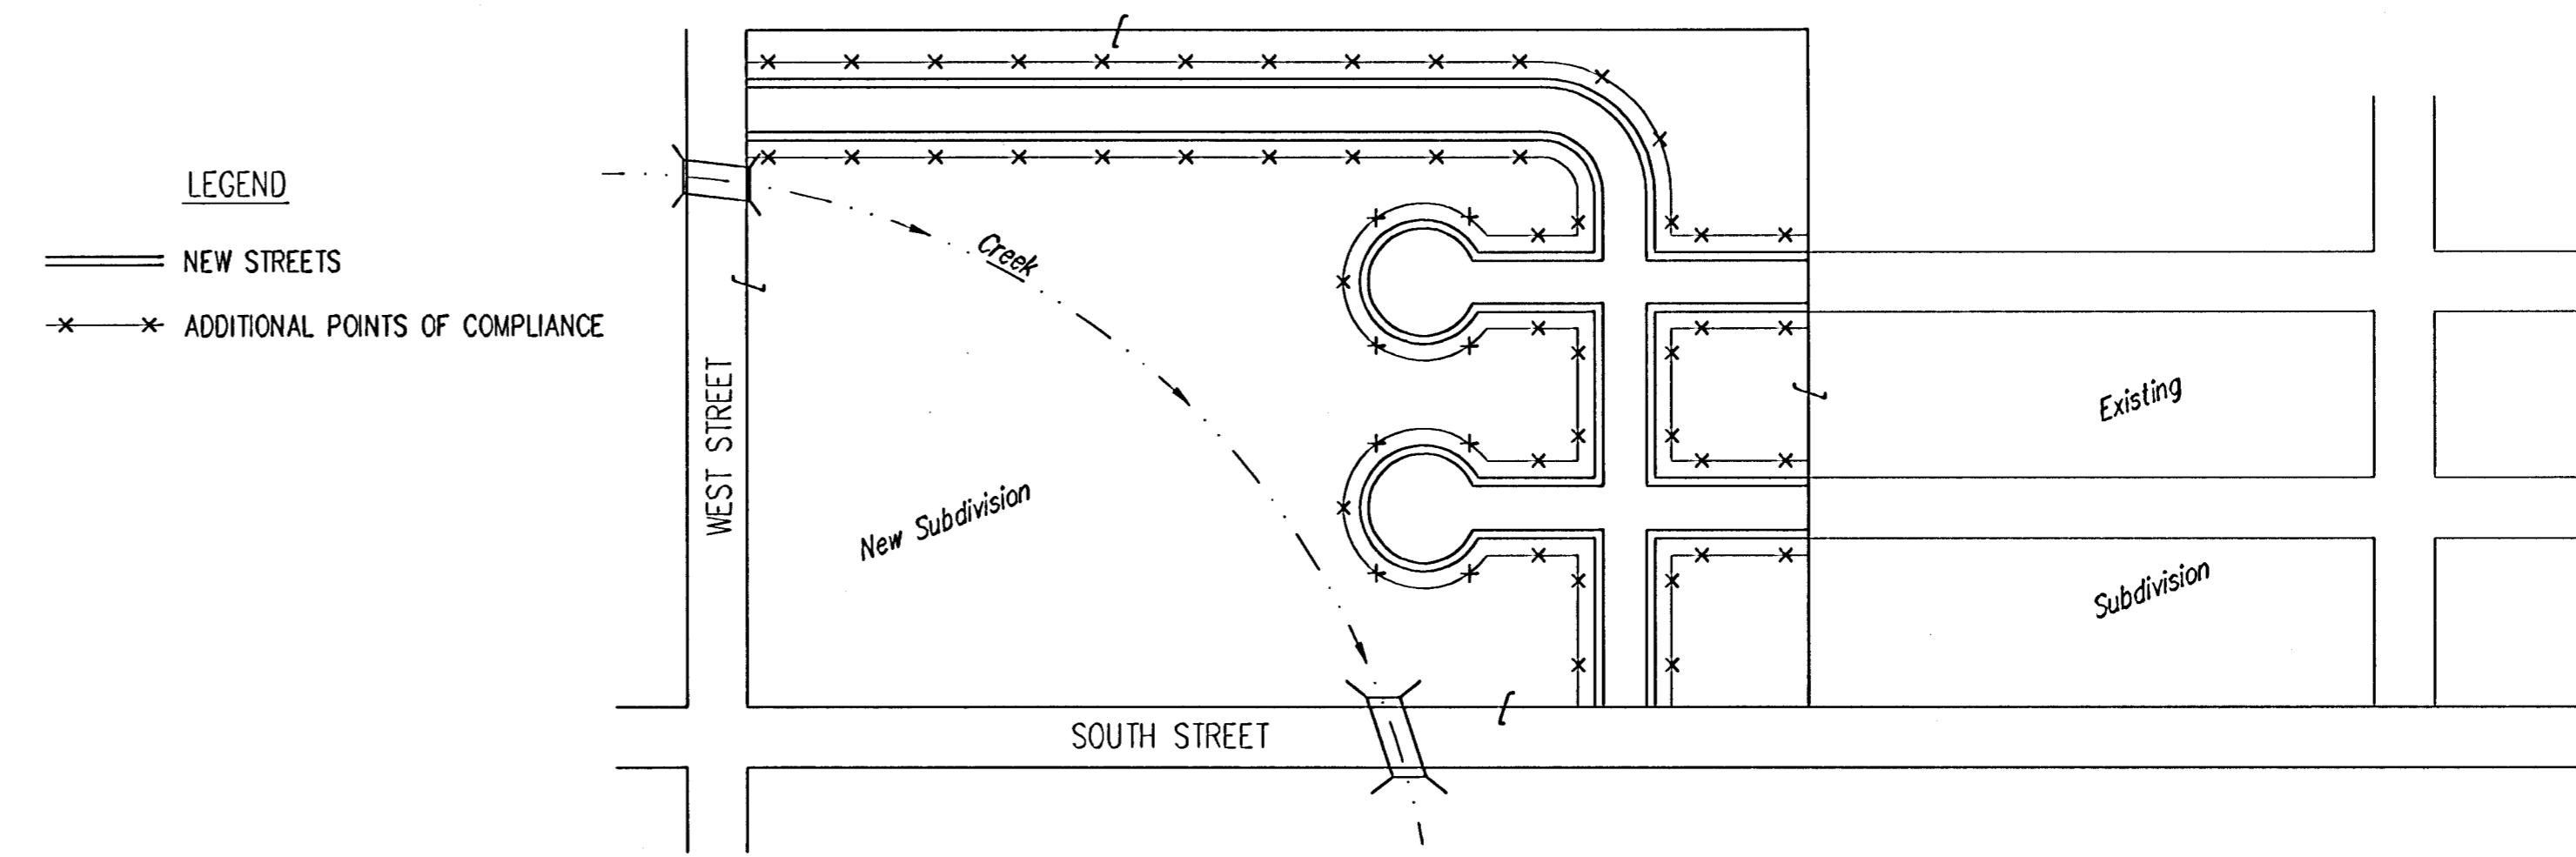 LEGEND
NEW STREETS
ADDITIONAL POINTS OF COMPLIANCE
WEST STREET
Creek
New Subdivision
SOUTH STREET
Existing
Subdivision